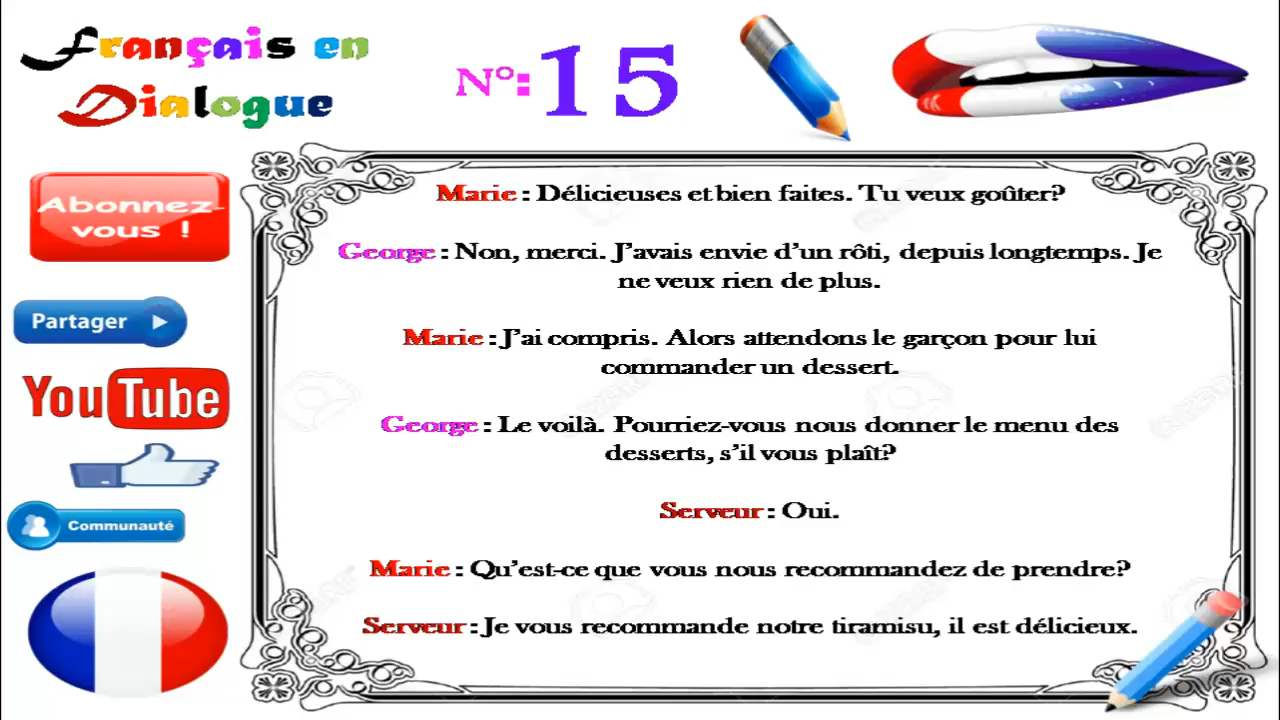 Français en
Dialogue
N°:15
Abonnez-
vous !
Partager
YouTube
Communauté
Marie : Délicieuses et bien faites. Tu veux goûter?
George : Non, merci. J'avais envie d'un rôti, depuis longtemps. Je
ne veux rien de plus.
Marie : J'ai compris. Alors attendons le garçon pour lui
commander un dessert.
George : Le voilà. Pourriez-vous nous donner le menu des
desserts, s'il vous plaît?
Serveur : Oui.
Marie : Qu'est-ce que vous nous recommandez de prendre?
Serveur : Je vous recommande notre tiramisu, il est délicieux.